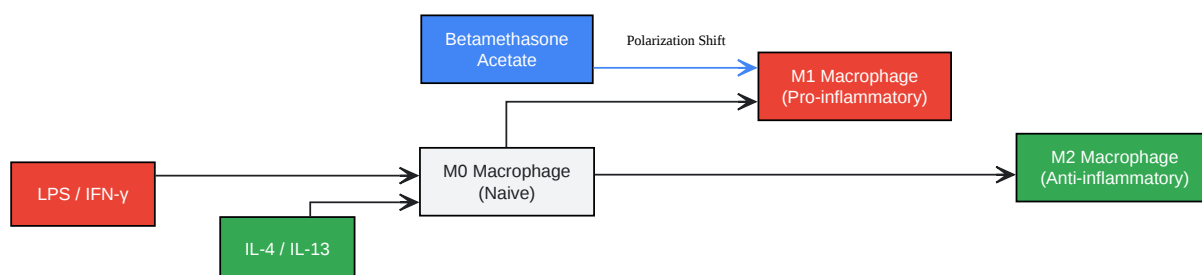 Betamethasone
Acetate
Polarization Shift
M1 Macrophage
(Pro-inflammatory)
M0 Macrophage
(Naive)
M2 Macrophage
(Anti-inflammatory)
LPS / IFN-γ
IL-4 / IL-13